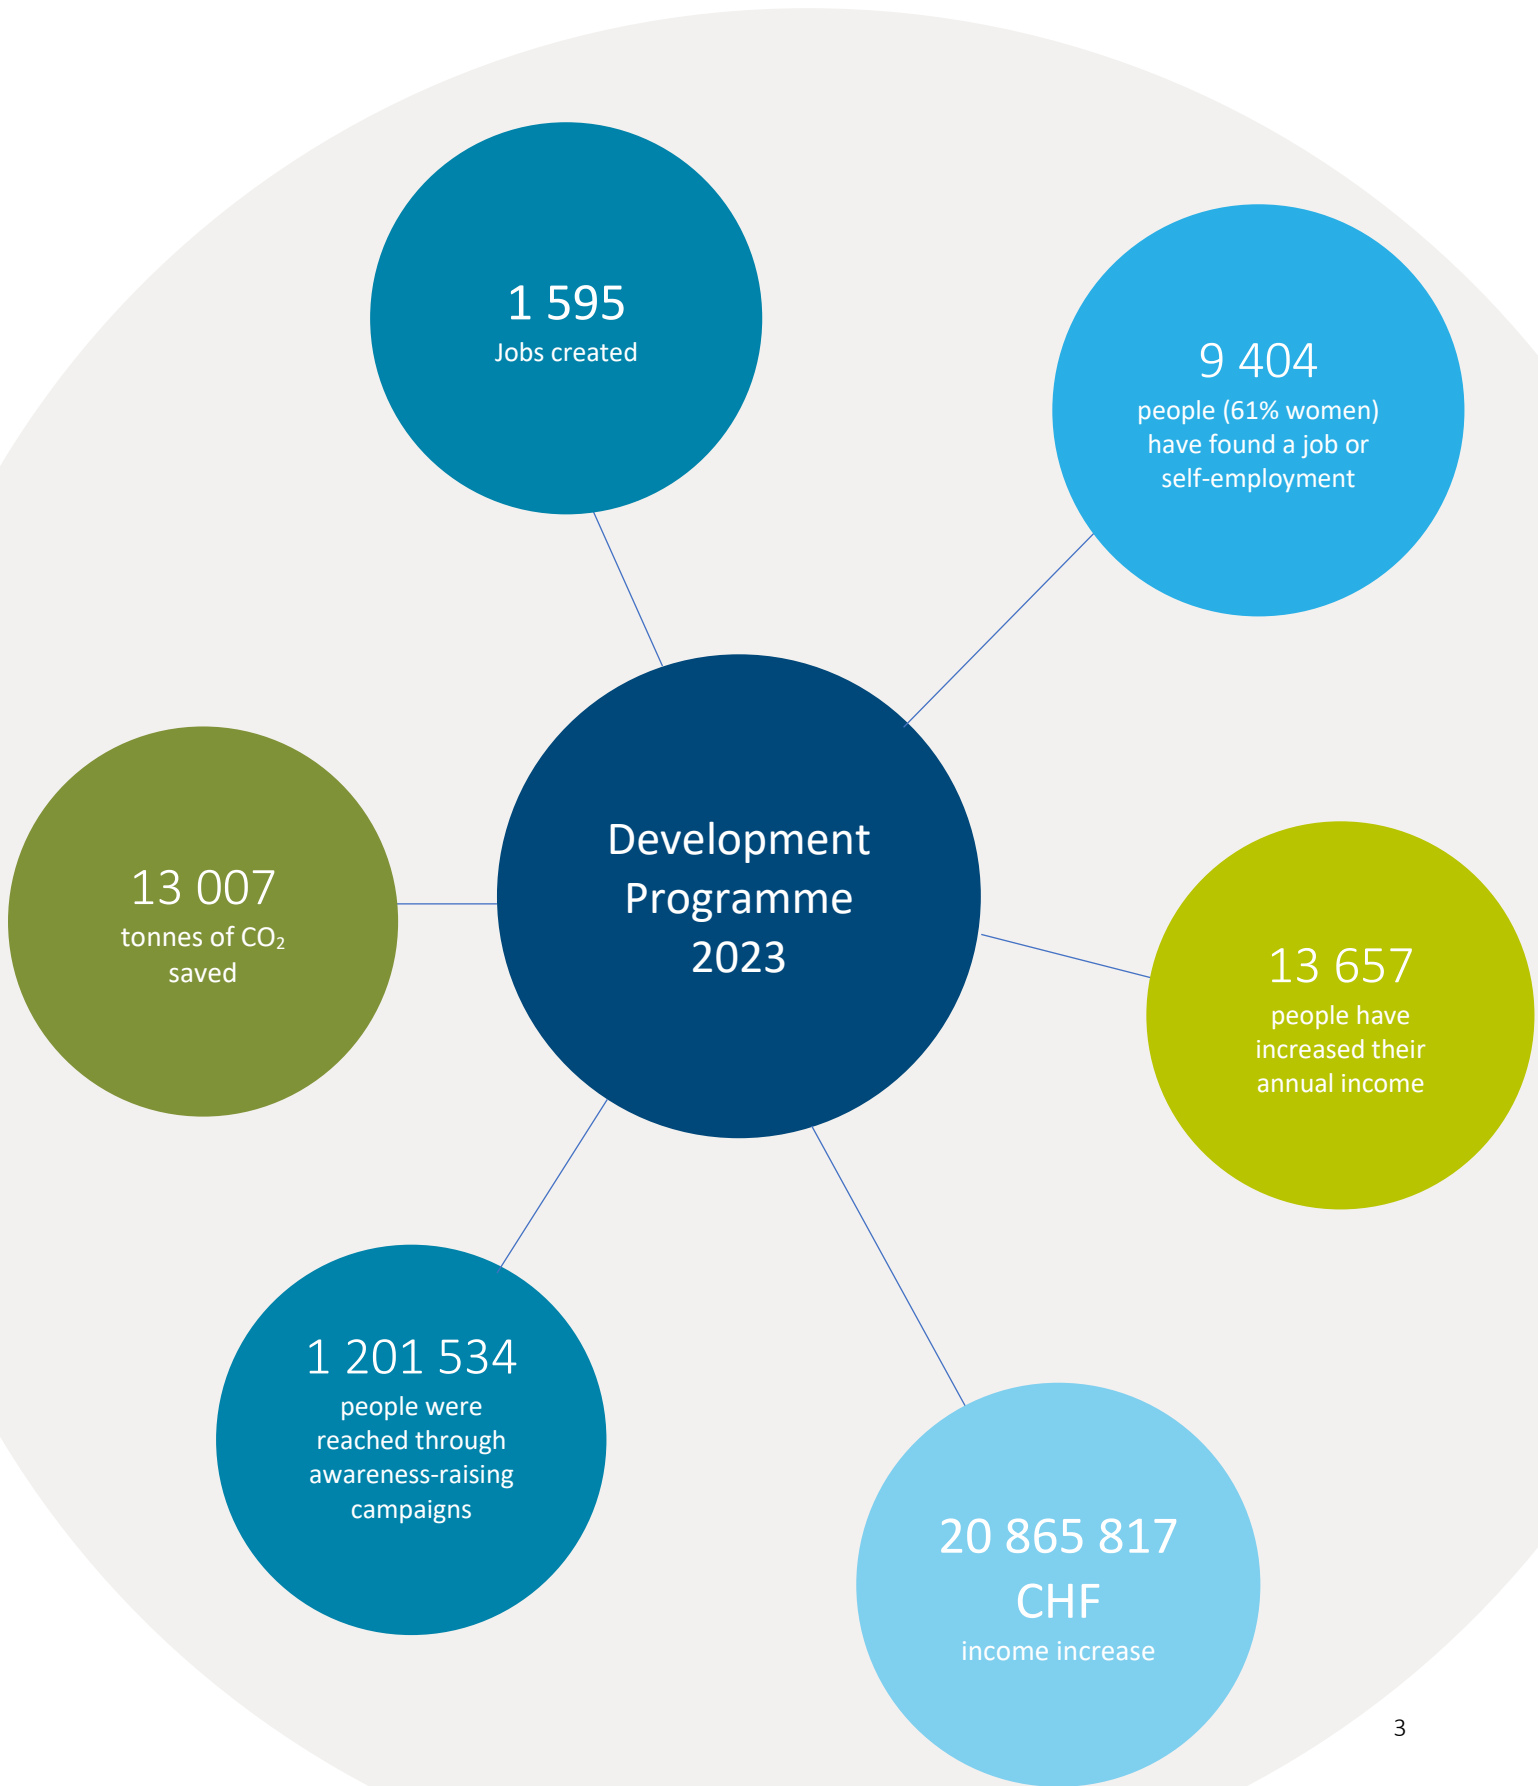 1 595
Jobs created
9 404
people (61% women)
have found a job or
self-employment
Development
Programme
2023
13 007
tonnes of CO₂
saved
13 657
people have
increased their
annual income
1 201 534
people were
reached through
awareness-raising
campaigns
20 865 817
CHF
income increase
3